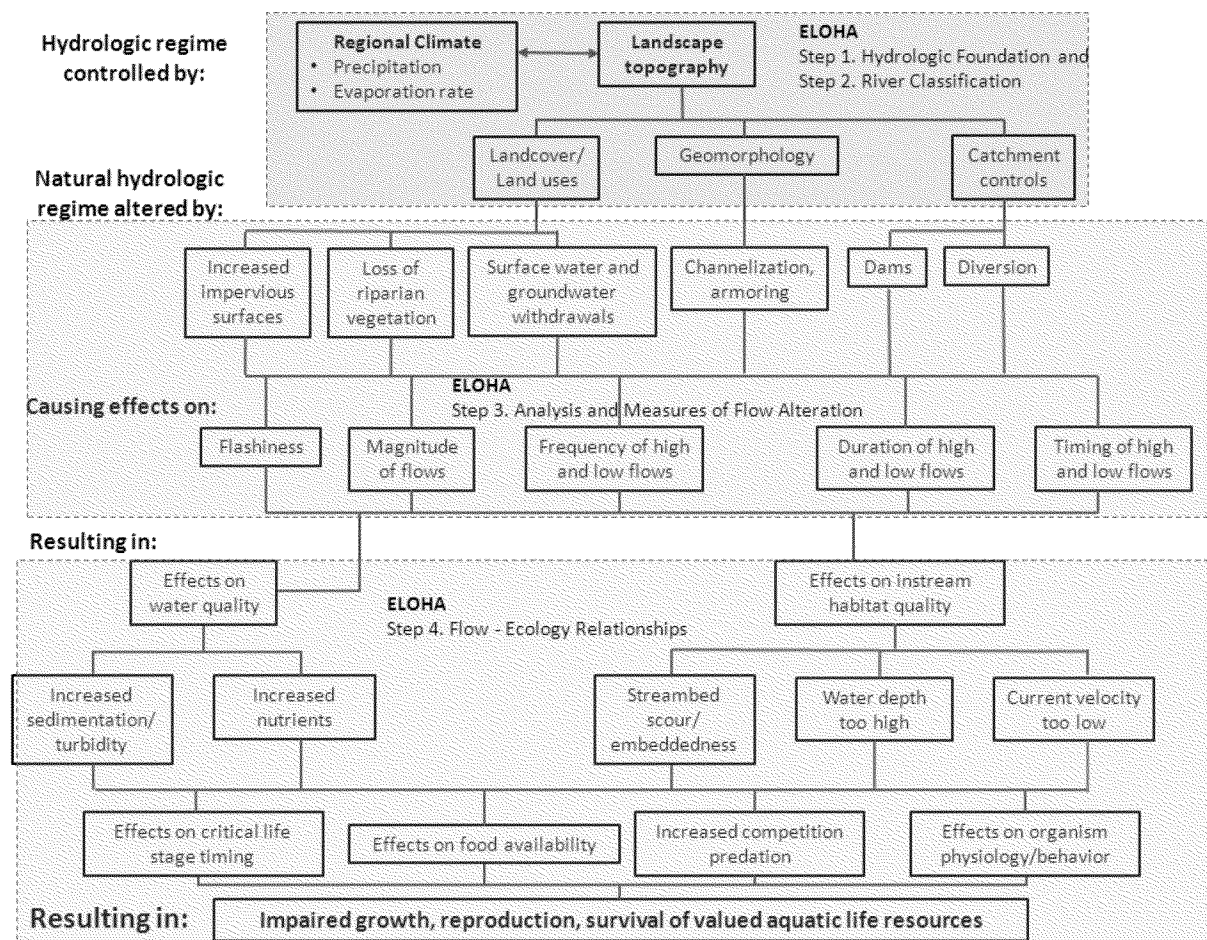 Hydrologic regime
controlled by:
Regional Climate
• Precipitation
• Evaporation rate
Landscape
topography
ELOHA
Step 1. Hydrologic Foundation and
Step 2. River Classification
Landcover/
Land uses
Geomorphology
Catchment
controls
Natural hydrologic
regime altered by:
Increased
impervious
surfaces
Loss of
riparian
vegetation
Surface water and
groundwater
withdrawals
Channelization,
armoring
Dams
Diversion
ELOHA
Step 3. Analysis and Measures of Flow Alteration
Causing effects on:
Flashiness
Magnitude
of flows
Frequency of high
and low flows
Duration of high
and low flows
Timing of high
and low flows
Resulting in:
Effects on
water quality
ELOHA
Step 4. Flow - Ecology Relationships
Effects on instream
habitat quality
Increased
sedimentation/
turbidity
Increased
nutrients
Streambed
scour/
embeddedness
Water depth
too high
Current velocity
too low
Effects on critical life
stage timing
Effects on food availability
Increased competition
predation
Effects on organism
physiology/behavior
Resulting in:
Impaired growth, reproduction, survival of valued aquatic life resources